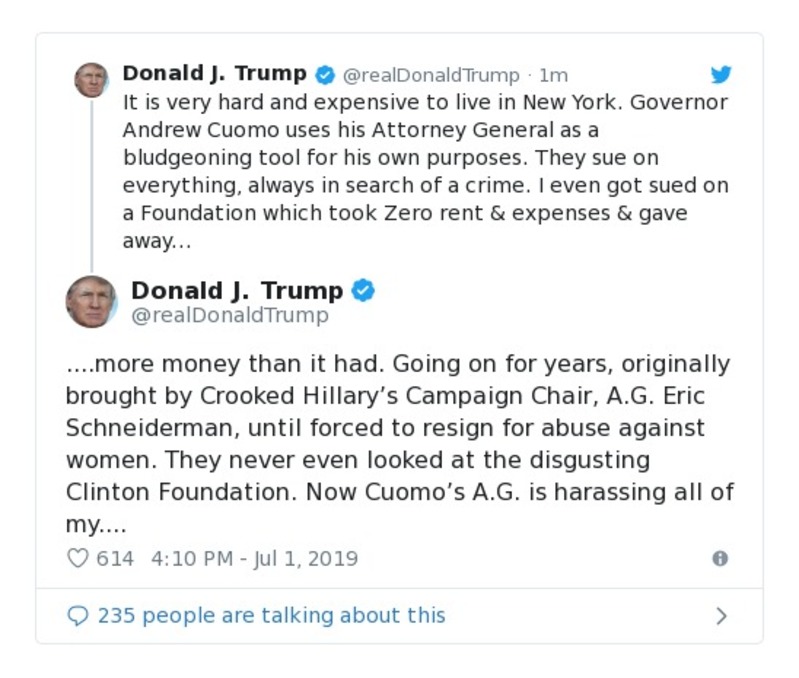 Donald J. Trump @realDonaldTrump · 1m
It is very hard and expensive to live in New York. Governor
Andrew Cuomo uses his Attorney General as a
bludgeoning tool for his own purposes. They sue on
everything, always in search of a crime. I even got sued on
a Foundation which took Zero rent & expenses & gave
away…
Donald J. Trump
@realDonaldTrump
....more money than it had. Going on for years, originally
brought by Crooked Hillary’s Campaign Chair, A.G. Eric
Schneiderman, until forced to resign for abuse against
women. They never even looked at the disgusting
Clinton Foundation. Now Cuomo’s A.G. is harassing all of
my....
614 4:10 PM - Jul 1, 2019
235 people are talking about this